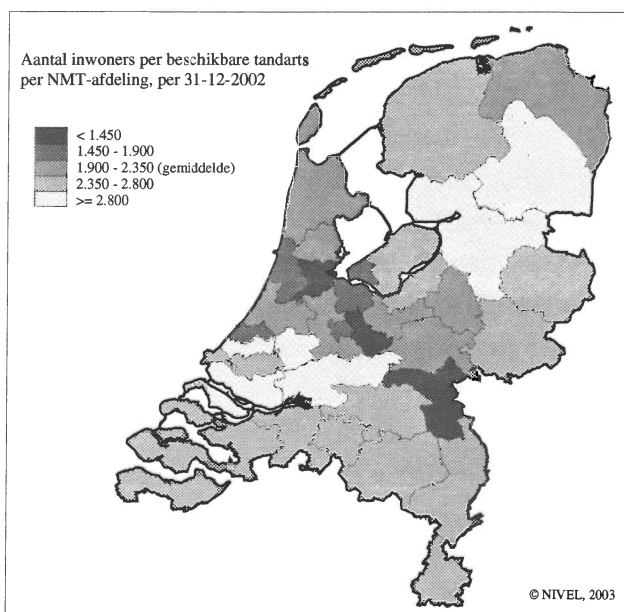 Aantal inwoners per beschikbare tandarts
per NMT-afdeling, per 31-12-2002
< 1.450
1.450 - 1.900
1.900 - 2.350 (gemiddelde)
2.350 - 2.800
>= 2.800
© NIVEL, 2003